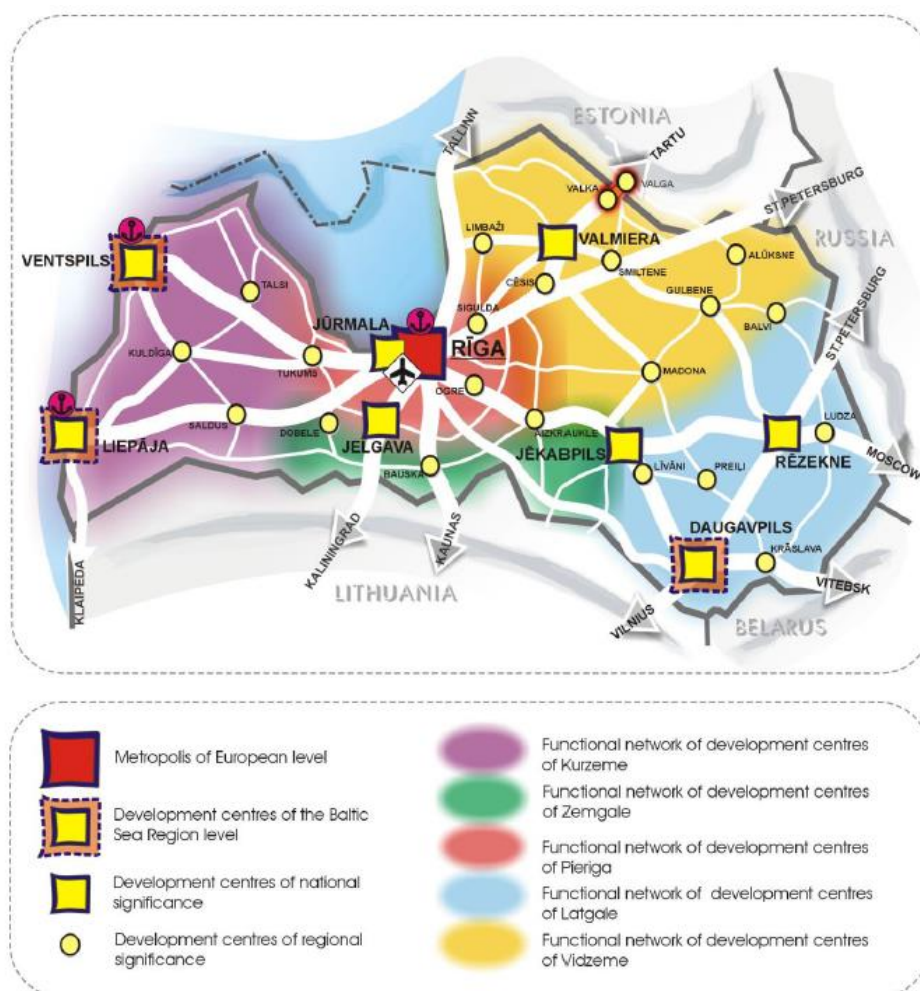 ESTONIA
TALLINN
TARTU
VALKA
VALGA
ST.PETERSBURG
RUSSIA
LIMBAŽI
VALMIERA
SMILTENE
ALŪKSNE
VENTSPILS
TALSI
CĒSIS
GULBENE
SIGULDA
BALVI
ST.PETERSBURG
JŪRMALA
RĪGA
KULDĪGA
TUKUMS
MADONA
OGRE
LIEPĀJA
SALDUS
DOBELE
JELGAVA
AIZKRAUKLE
JĒKABPILS
LUDZA
RĒZEKNE
MOSCOW
BAUSKA
LĪVĀNI
PREIĻI
DAUGAVPILS
KRĀSLAVA
KLAIPEDA
KALININGRAD
KAUNAS
LITHUANIA
VILNIUS
VITEBSK
BELARUS
Metropolis of European level
Development centres of the Baltic
Sea Region level
Development centres of national
significance
Development centres of regional
significance
Functional network of development centres
of Kurzeme
Functional network of development centres
of Zemgale
Functional network of development centres
of Pieriga
Functional network of development centres
of Latgale
Functional network of development centres
of Vidzeme